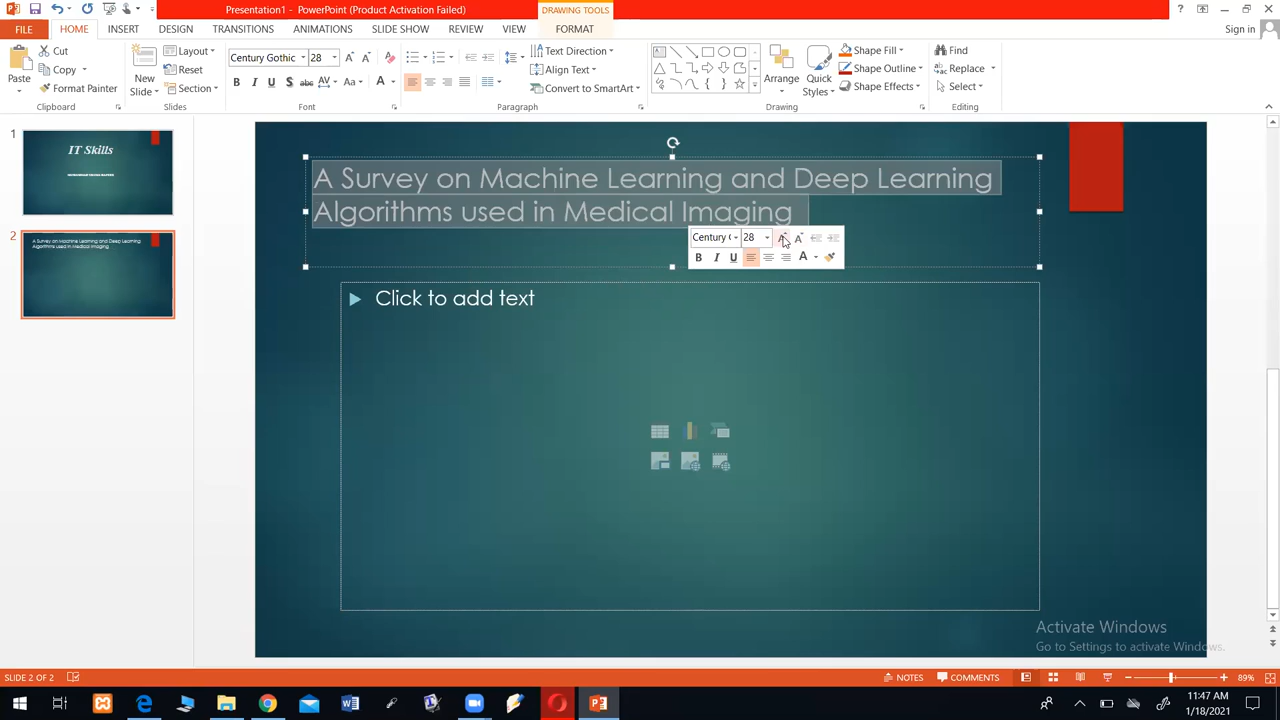 Presentation1 - PowerPoint (Product Activation Failed)
DRAWING TOOLS
FILE HOME INSERT DESIGN TRANSITIONS ANIMATIONS SLIDE SHOW REVIEW VIEW FORMAT
Sign in
Paste
Cut
Copy
Format Painter
Clipboard
New Slide
Layout
Reset
Section
Slides
Century Gothic 28
B I U S abc AV Aa A
Font
Text Direction
Align Text
Convert to SmartArt
Paragraph
Arrange
Quick Styles
Shape Fill
Shape Outline
Shape Effects
Drawing
Find
Replace
Select
Editing
1
IT Skills
2
A Survey on Machine Learning and Deep Learning
Algorithms used in Medical Imaging
A Survey on Machine Learning and Deep Learning
Algorithms used in Medical Imaging
Century 28
B I U A
Click to add text
Activate Windows
Go to Settings to activate Windows.
SLIDE 2 OF 2
NOTES
COMMENTS
89%
11:47 AM
1/18/2021